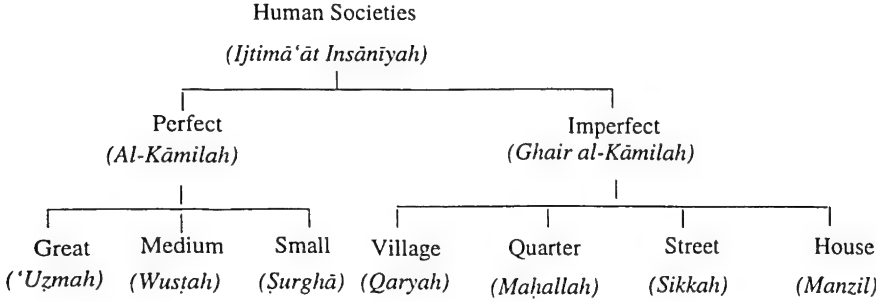 Human Societies
(Ijtimā‘āt Insānīyah)
Perfect Imperfect
(Al-Kāmilah) (Ghair al-Kāmilah)
Great Medium Small Village Quarter Street House
(‘Uẓmah) (Wusṭah) (Ṣurghā) (Qaryah) (Maḥallah) (Sikkah) (Manzil)